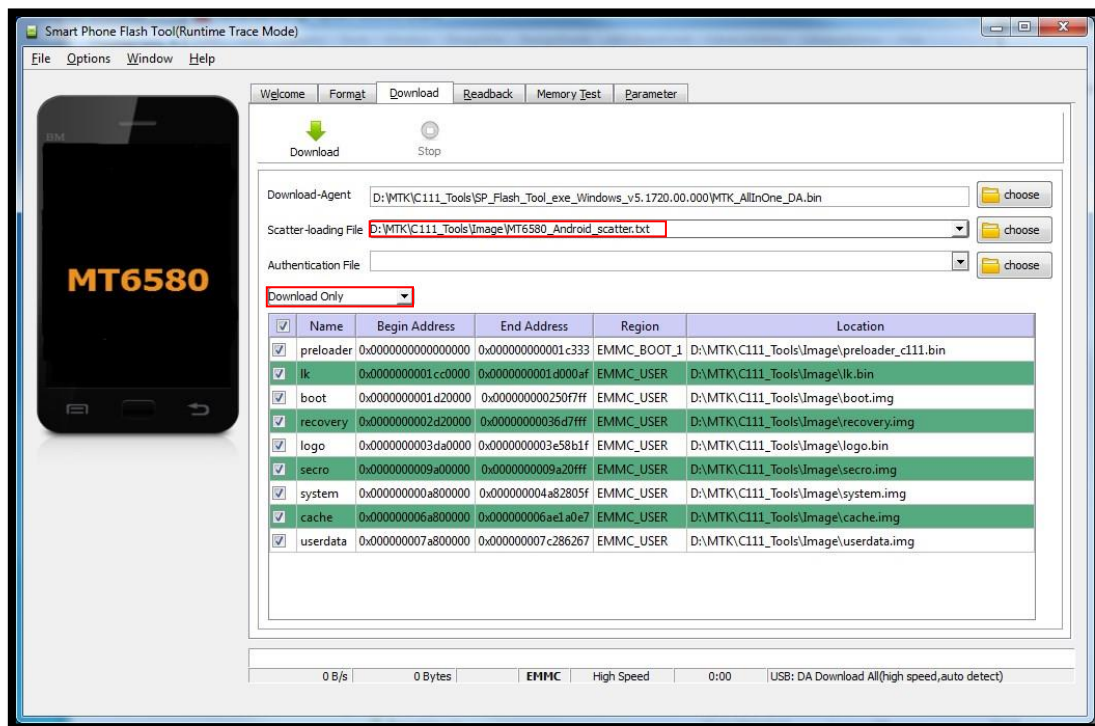 Smart Phone Flash Tool(Runtime Trace Mode)
File Options Window Help
Welcome Format Download Readback Memory Test Parameter
BM
Download Stop
Download-Agent D:\MTK\C111_Tools\SP_Flash_Tool_exe_Windows_v5.1720.00.000\MTK_AllInOne_DA.bin choose
Scatter-loading File D:\MTK\C111_Tools\Image\MT6580_Android_scatter.txt choose
Authentication File choose
MT6580
Download Only
Name Begin Address End Address Region Location
preloader 0x0000000000000000 0x000000000001c333 EMMC_BOOT_1 D:\MTK\C111_Tools\Image\preloader_c111.bin
lk 0x0000000001cc0000 0x0000000001d000af EMMC_USER D:\MTK\C111_Tools\Image\lk.bin
boot 0x0000000001d20000 0x000000000250f7ff EMMC_USER D:\MTK\C111_Tools\Image\boot.img
recovery 0x0000000002d20000 0x00000000036d7fff EMMC_USER D:\MTK\C111_Tools\Image\recovery.img
logo 0x0000000003da0000 0x0000000003e58b1f EMMC_USER D:\MTK\C111_Tools\Image\logo.bin
secro 0x0000000009a00000 0x0000000009a20fff EMMC_USER D:\MTK\C111_Tools\Image\secro.img
system 0x000000000a800000 0x000000004a82805f EMMC_USER D:\MTK\C111_Tools\Image\system.img
cache 0x000000006a800000 0x000000006ae1a0e7 EMMC_USER D:\MTK\C111_Tools\Image\cache.img
userdata 0x000000007a800000 0x000000007c286267 EMMC_USER D:\MTK\C111_Tools\Image\userdata.img
0 B/s 0 Bytes EMMC High Speed 0:00 USB: DA Download All(high speed,auto detect)